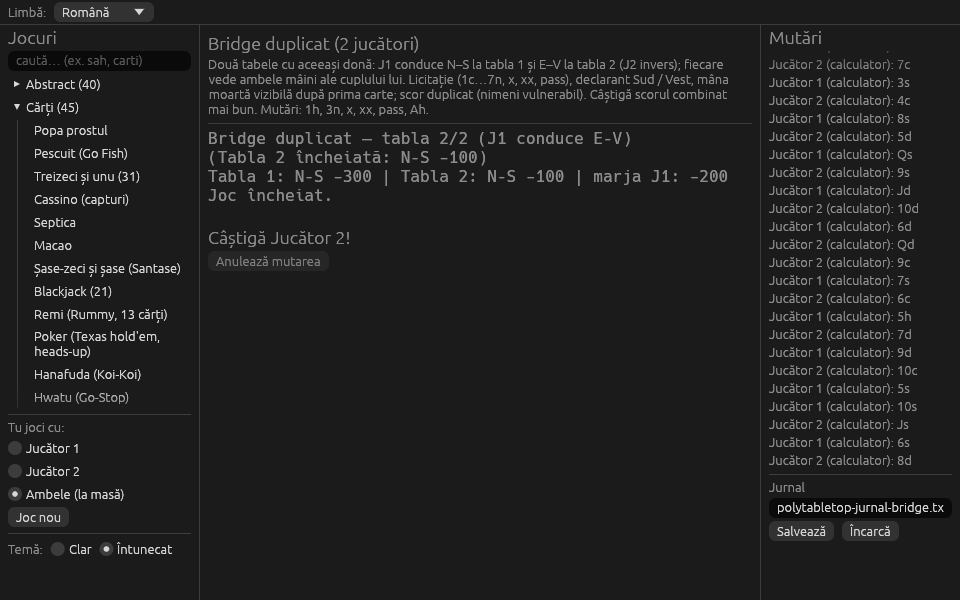 Limbă: Română
Jocuri
caută... (ex. sah, carti)
Abstract (40)
Cărți (45)
Popa prostul
Pescuit (Go Fish)
Treizeci și unu (31)
Cassino (capturi)
Septica
Macao
Șase-zeci și șase (Santase)
Blackjack (21)
Remi (Rummy, 13 cărți)
Poker (Texas hold'em,
heads-up)
Hanafuda (Koi-Koi)
Hwatu (Go-Stop)
Tu joci cu:
Jucător 1
Jucător 2
Ambele (la masă)
Joc nou
Temă: Clar Întunecat
Bridge duplicat (2 jucători)
Două tabele cu aceeași donă: J1 conduce N–S la tabla 1 și E–V la tabla 2 (J2 invers); fiecare
vede ambele mâini ale cuplului lui. Licitație (1c…7n, x, xx, pass), declarant Sud / Vest, mâna
moartă vizibilă după prima carte; scor duplicat (nimeni vulnerabil). Câștigă scorul combinat
mai bun. Mutări: 1h, 3n, x, xx, pass, Ah.
Bridge duplicat — tabla 2/2 (J1 conduce E-V)
(Tabla 2 încheiată: N-S -100)
Tabla 1: N-S -300 | Tabla 2: N-S -100 | marja J1: -200
Joc încheiat.
Câștigă Jucător 2!
Anulează mutarea
Mutări
Jucător 2 (calculator): 7c
Jucător 1 (calculator): 3s
Jucător 2 (calculator): 4c
Jucător 1 (calculator): 8s
Jucător 2 (calculator): 5d
Jucător 1 (calculator): Qs
Jucător 2 (calculator): 9s
Jucător 1 (calculator): Jd
Jucător 2 (calculator): 10d
Jucător 1 (calculator): 6d
Jucător 2 (calculator): Qd
Jucător 2 (calculator): 9c
Jucător 1 (calculator): 7s
Jucător 2 (calculator): 6c
Jucător 1 (calculator): 5h
Jucător 2 (calculator): 7d
Jucător 1 (calculator): 9d
Jucător 2 (calculator): 10c
Jucător 1 (calculator): 5s
Jucător 1 (calculator): 10s
Jucător 2 (calculator): Js
Jucător 1 (calculator): 6s
Jucător 2 (calculator): 8d
Jurnal
polytabletop-jurnal-bridge.tx
Salvează Încarcă